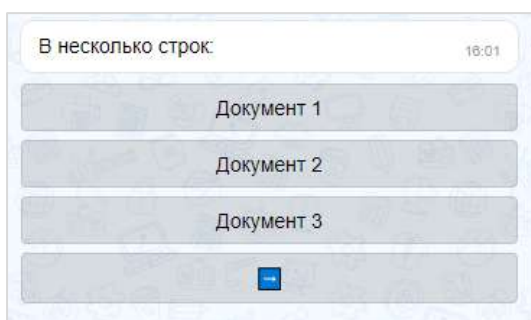 В несколько строк:
16:01
Документ 1
Документ 2
Документ 3
➡